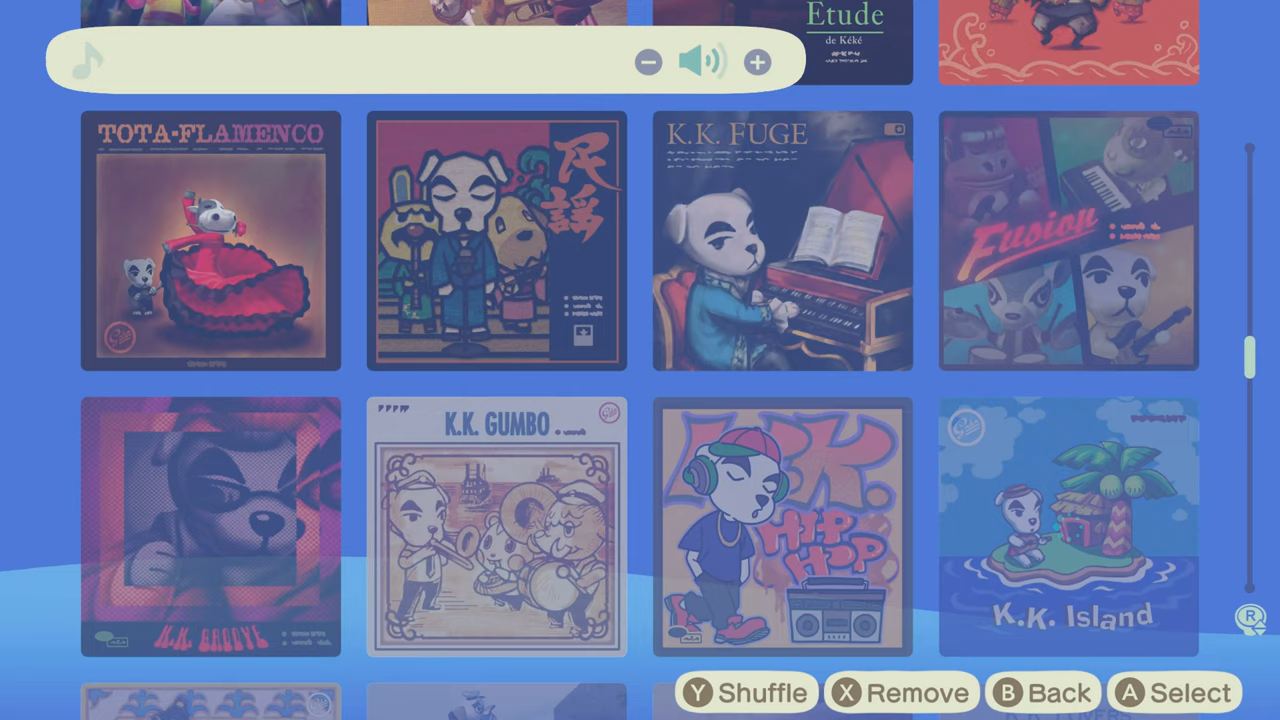 Etude
de Kéké
TOTA-FLAMENCO
民謡
K.K. FUGE
Fusion
K.K. GROOVE
K.K. GUMBO
K.K.
HIP
HOP
K.K. Island
R
Y Shuffle
X Remove
B Back
A Select